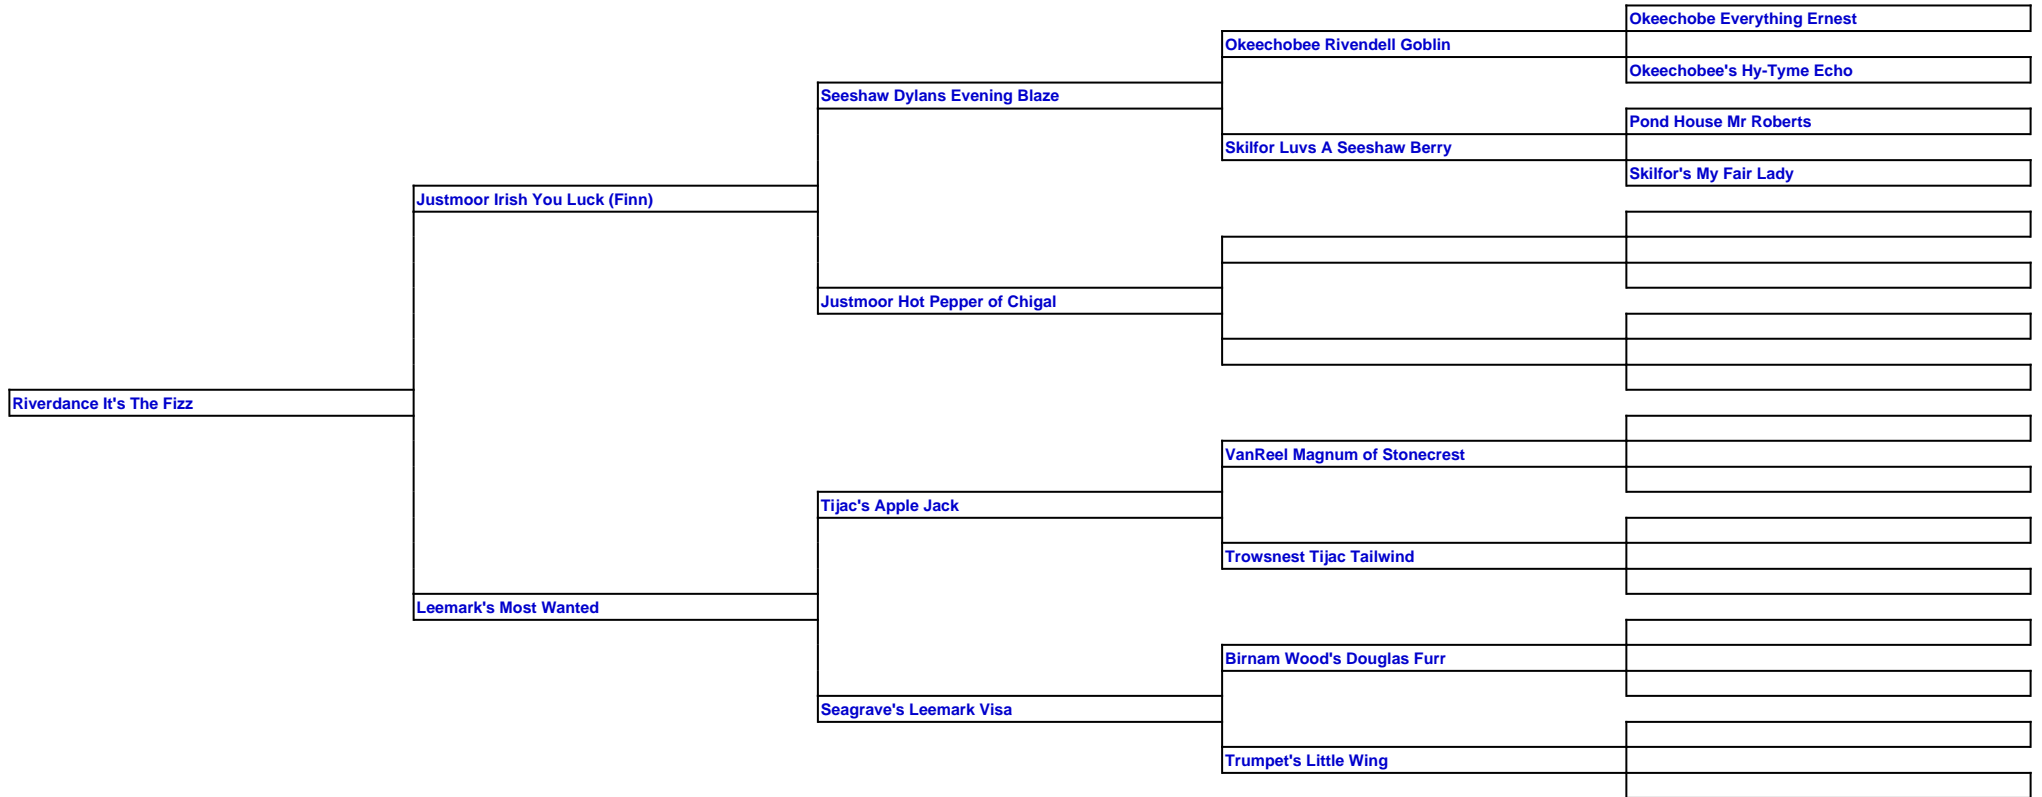 Okeechobe Everything Ernest
Okeechobee Rivendell Goblin
Okeechobee's Hy-Tyme Echo
Seeshaw Dylans Evening Blaze
Pond House Mr Roberts
Skilfor Luvs A Seeshaw Berry
Skilfor's My Fair Lady
Justmoor Irish You Luck (Finn)
Justmoor Hot Pepper of Chigal
Riverdance It's The Fizz
VanReel Magnum of Stonecrest
Tijac's Apple Jack
Trowsnest Tijac Tailwind
Leemark's Most Wanted
Birnam Wood's Douglas Furr
Seagrave's Leemark Visa
Trumpet's Little Wing